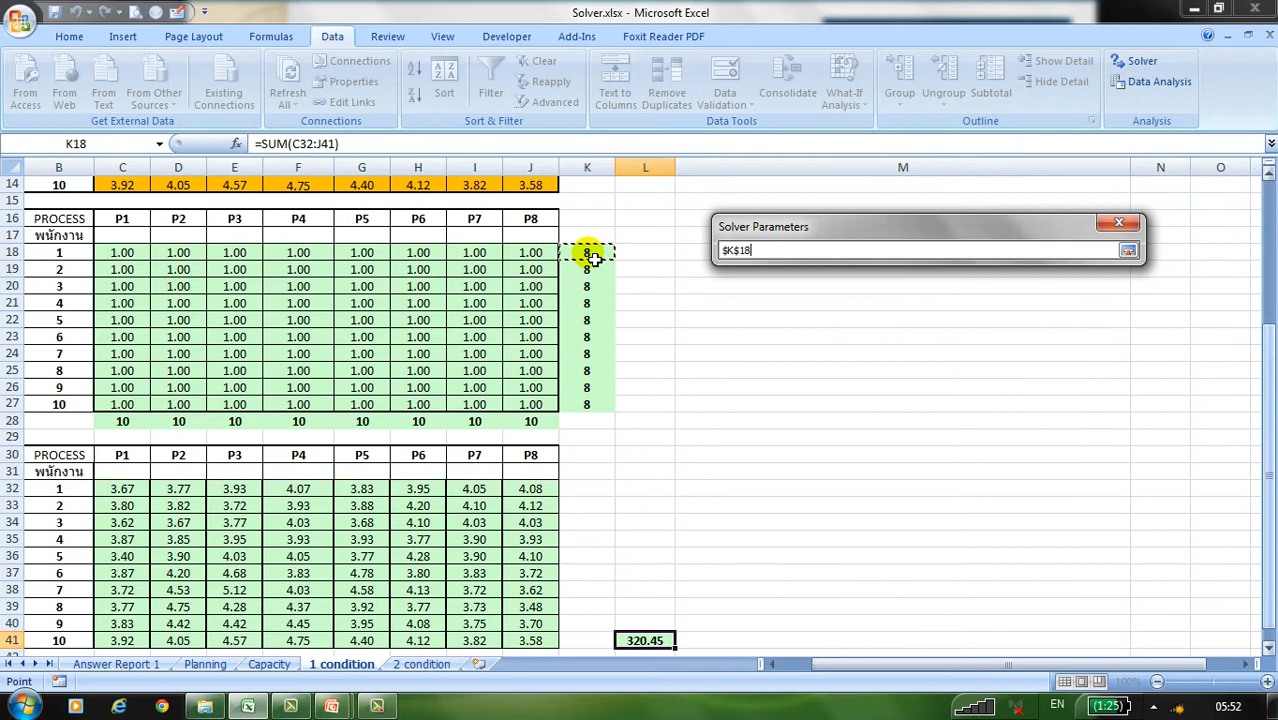 Solver.xlsx - Microsoft Excel
Home Insert Page Layout Formulas Data Review View Developer Add-Ins Foxit Reader PDF
From Access From Web From Text From Other Sources Existing Connections Refresh All Connections Properties Edit Links Sort Filter Clear Reapply Advanced Text to Columns Remove Duplicates Data Validation Consolidate What-If Analysis Group Ungroup Subtotal Show Detail Hide Detail Solver Data Analysis
Get External Data Connections Sort & Filter Data Tools Outline Analysis
K18 fx =SUM(C32:J41)
B C D E F G H I J K L M N O
14 10 3.92 4.05 4.57 4.75 4.40 4.12 3.82 3.58
15
16 PROCESS P1 P2 P3 P4 P5 P6 P7 P8
17 พนักงาน
18 1 1.00 1.00 1.00 1.00 1.00 1.00 1.00 1.00 8
19 2 1.00 1.00 1.00 1.00 1.00 1.00 1.00 1.00 8
20 3 1.00 1.00 1.00 1.00 1.00 1.00 1.00 1.00 8
21 4 1.00 1.00 1.00 1.00 1.00 1.00 1.00 1.00 8
22 5 1.00 1.00 1.00 1.00 1.00 1.00 1.00 1.00 8
23 6 1.00 1.00 1.00 1.00 1.00 1.00 1.00 1.00 8
24 7 1.00 1.00 1.00 1.00 1.00 1.00 1.00 1.00 8
25 8 1.00 1.00 1.00 1.00 1.00 1.00 1.00 1.00 8
26 9 1.00 1.00 1.00 1.00 1.00 1.00 1.00 1.00 8
27 10 1.00 1.00 1.00 1.00 1.00 1.00 1.00 1.00 8
28 10 10 10 10 10 10 10 10
29
30 PROCESS P1 P2 P3 P4 P5 P6 P7 P8
31 พนักงาน
32 1 3.67 3.77 3.93 4.07 3.83 3.95 4.05 4.08
33 2 3.80 3.82 3.72 3.93 3.88 4.20 4.10 4.12
34 3 3.62 3.67 3.77 4.03 3.68 4.10 4.03 4.03
35 4 3.87 3.85 3.95 3.93 3.93 3.77 3.90 3.93
36 5 3.40 3.90 4.03 4.05 3.77 4.28 3.90 4.10
37 6 3.87 4.20 4.68 3.83 4.78 3.80 3.83 3.72
38 7 3.72 4.53 5.12 4.03 4.58 4.13 3.72 3.62
39 8 3.77 4.75 4.28 4.37 3.92 3.77 3.73 3.48
40 9 3.83 4.42 4.42 4.45 3.95 4.08 3.75 3.70
41 10 3.92 4.05 4.57 4.75 4.40 4.12 3.82 3.58 320.45
Solver Parameters
$K$18
Answer Report 1 Planning Capacity 1 condition 2 condition
Point 100%
EN (1:25) 05:52